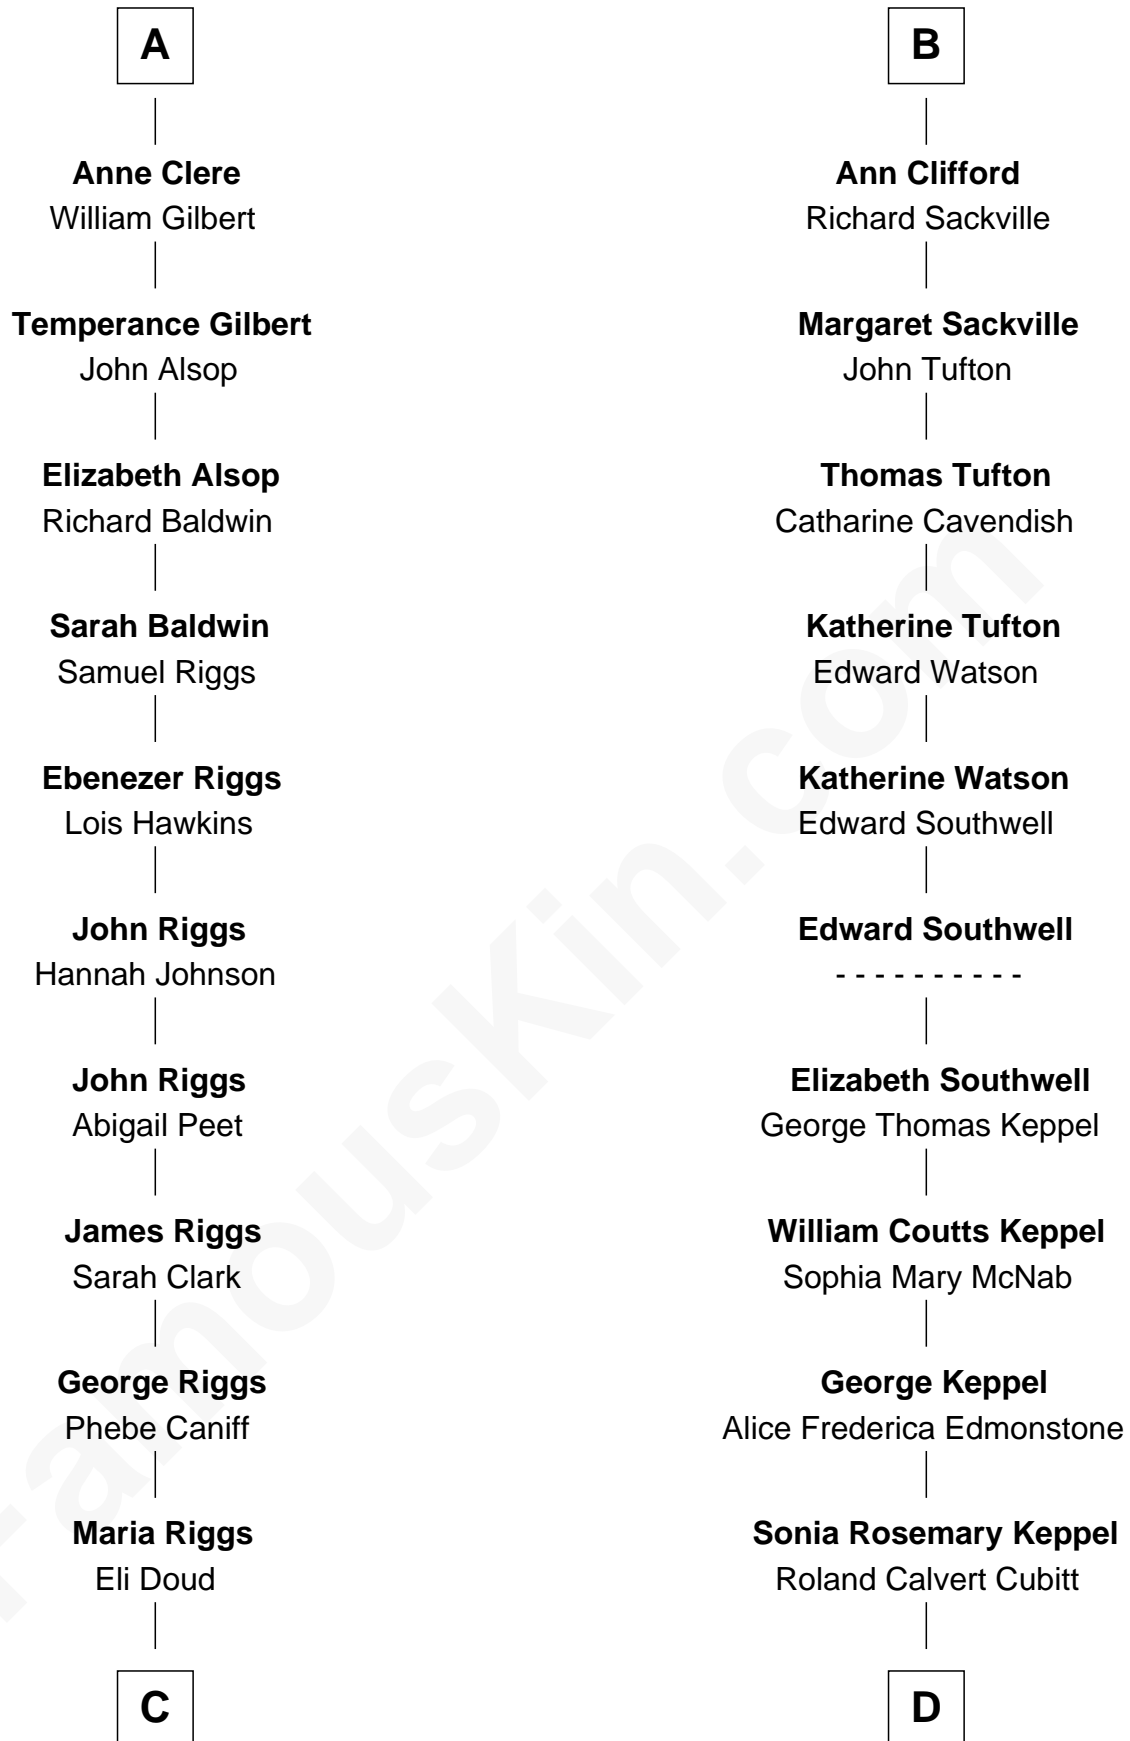 A
Anne Clere
William Gilbert
Temperance Gilbert
John Alsop
Elizabeth Alsop
Richard Baldwin
Sarah Baldwin
Samuel Riggs
Ebenezer Riggs
Lois Hawkins
John Riggs
Hannah Johnson
John Riggs
Abigail Peet
James Riggs
Sarah Clark
George Riggs
Phebe Caniff
Maria Riggs
Eli Doud
C
B
Ann Clifford
Richard Sackville
Margaret Sackville
John Tufton
Thomas Tufton
Catharine Cavendish
Katherine Tufton
Edward Watson
Katherine Watson
Edward Southwell
Edward Southwell
- - - - - - - - - -
Elizabeth Southwell
George Thomas Keppel
William Coutts Keppel
Sophia Mary McNab
George Keppel
Alice Frederica Edmonstone
Sonia Rosemary Keppel
Roland Calvert Cubitt
D
FamousKin.com